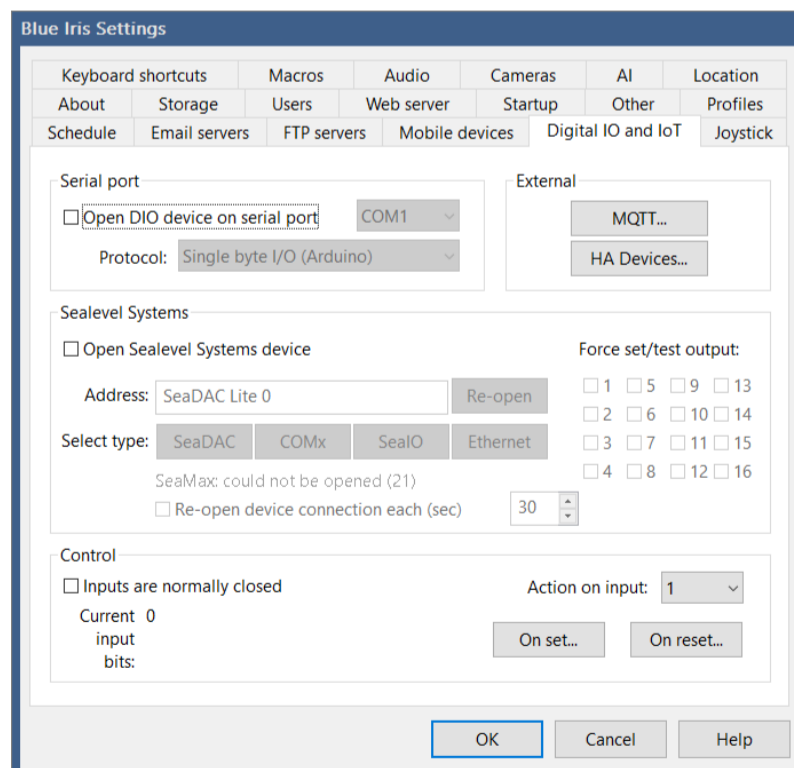 Blue Iris Settings
Keyboard shortcuts Macros Audio Cameras AI Location
About Storage Users Web server Startup Other Profiles
Schedule Email servers FTP servers Mobile devices Digital IO and IoT Joystick
Serial port External
Open DIO device on serial port COM1 MQTT...
Protocol: Single byte I/O (Arduino) HA Devices...
Sealevel Systems
Open Sealevel Systems device Force set/test output:
Address: SeaDAC Lite 0 Re-open 1 5 9 13
2 6 10 14
Select type: SeaDAC COMx SealO Ethernet 3 7 11 15
SeaMax: could not be opened (21) 4 8 12 16
Re-open device connection each (sec) 30
Control
Inputs are normally closed Action on input: 1
Current 0
input On set... On reset...
bits:
OK Cancel Help